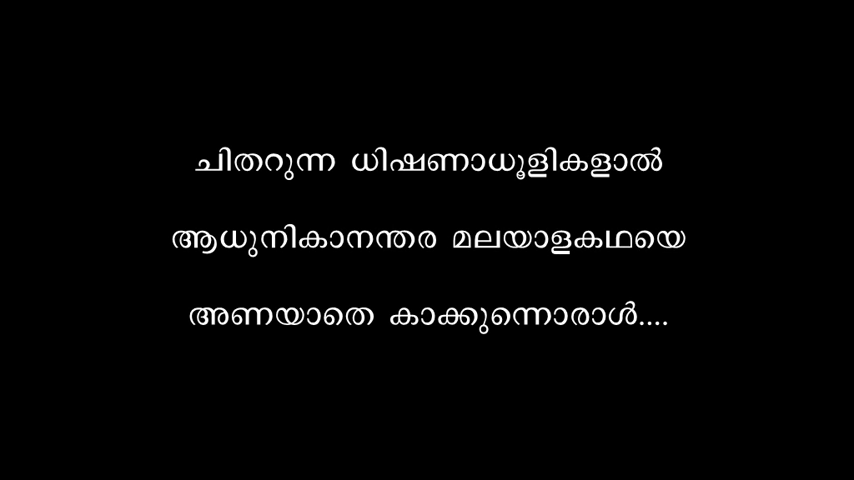 ചിതറുന്ന ധിഷണാധൂളികളാൽ
ആധുനികാനന്തര മലയാളകഥയെ
അണയാതെ കാക്കുന്നൊരാൾ....